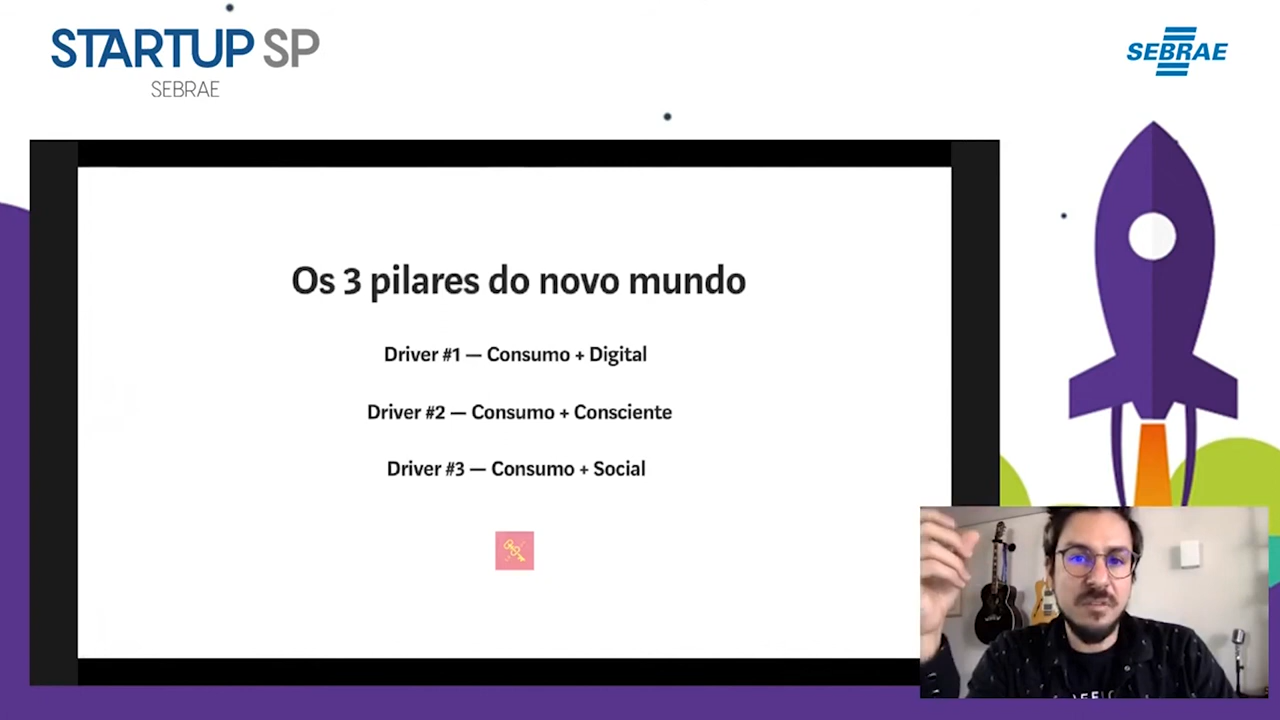 STARTUP SP
SEBRAE
SEBRAE
Os 3 pilares do novo mundo
Driver #1 — Consumo + Digital
Driver #2 — Consumo + Consciente
Driver #3 — Consumo + Social